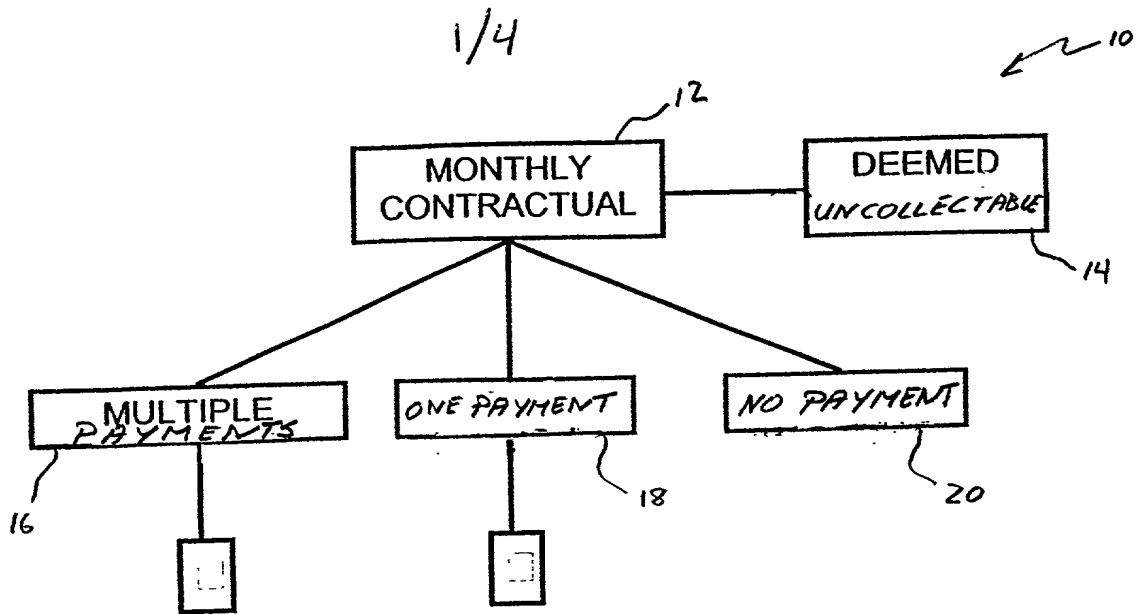 1/4
10
12
MONTHLY
CONTRACTUAL
DEEMED
UNCOLLECTABLE
14
MULTIPLE
PAYMENTS
ONE PAYMENT
NO PAYMENT
16
18
20